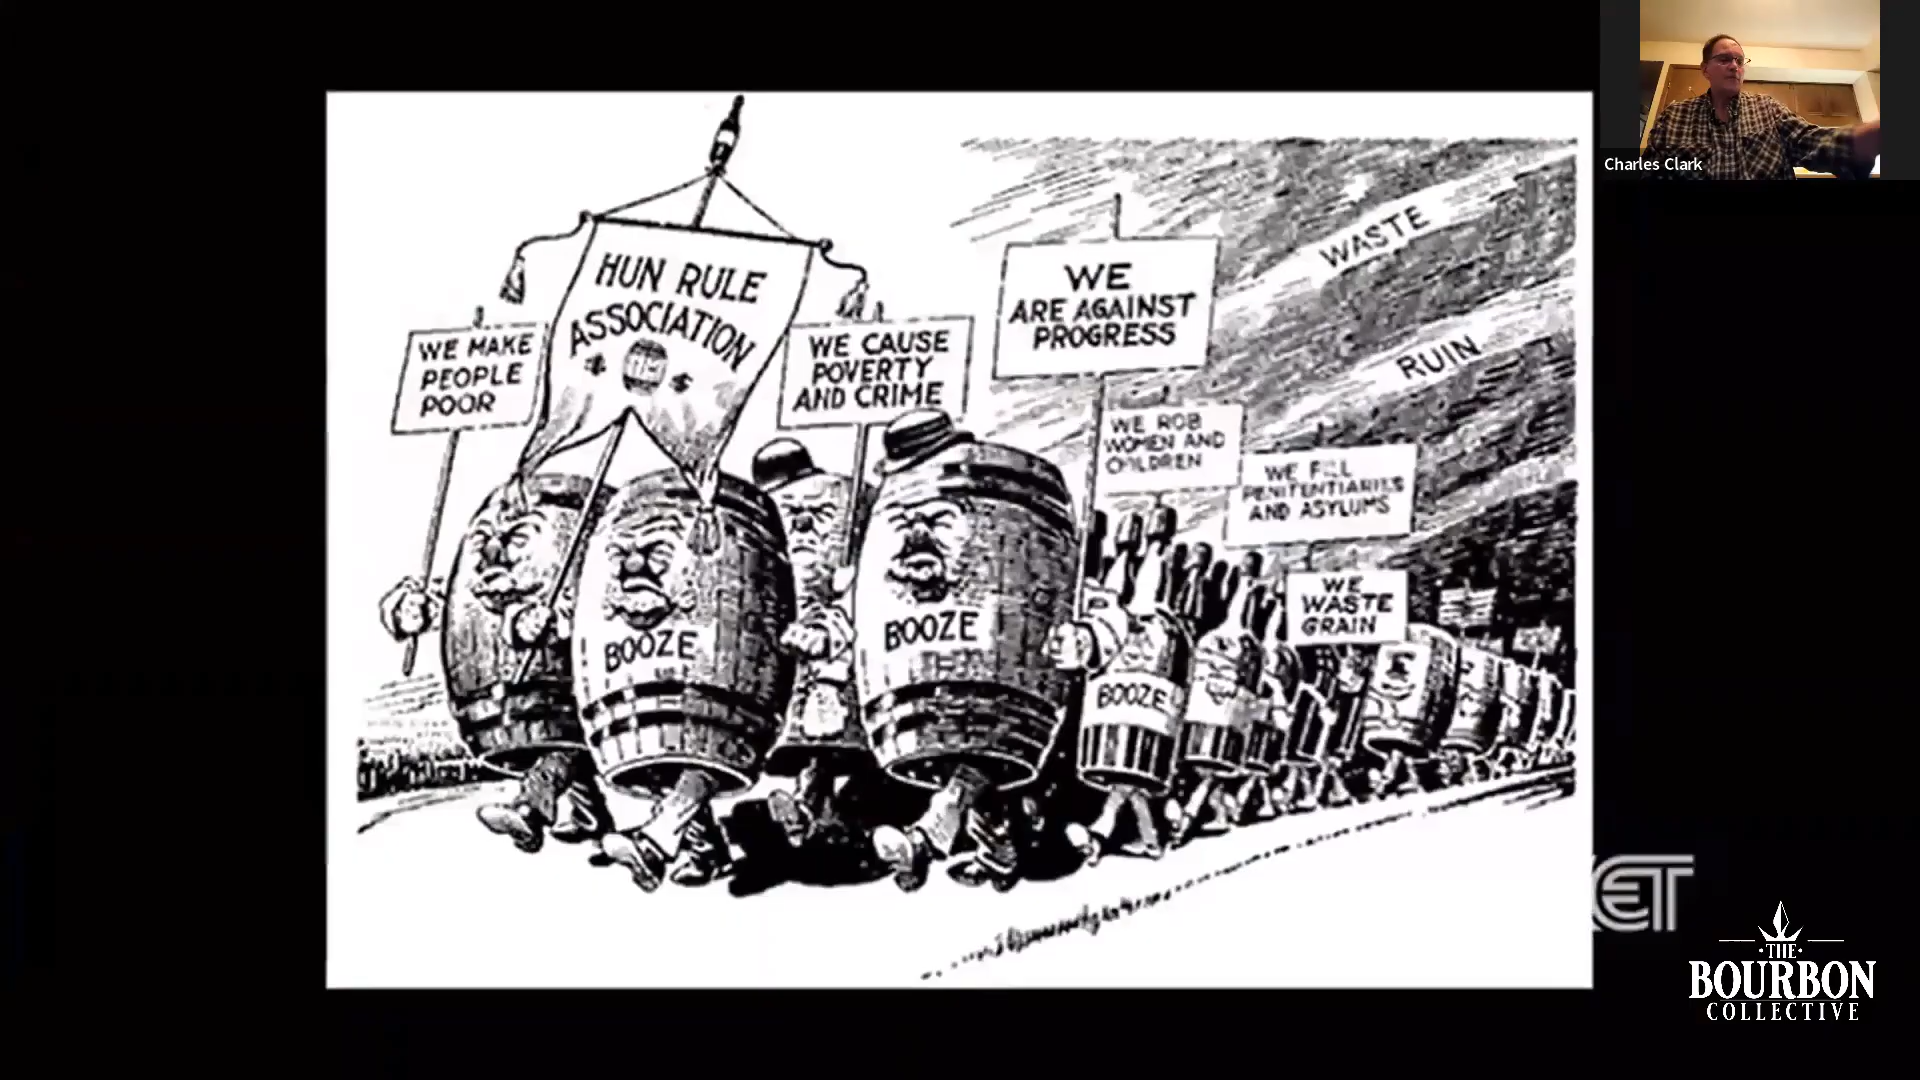 Charles Clark
WASTE
HUN RULE
ASSOCIATION
WE
ARE AGAINST
PROGRESS
WE MAKE
PEOPLE
POOR
WE CAUSE
POVERTY
AND CRIME
RUIN
WE ROB
WOMEN AND
CHILDREN
WE FILL
PENITENTIARIES
AND ASYLUMS
WE
WASTE
GRAIN
BOOZE
BOOZE
BOOZE
KET
THE
BOURBON
COLLECTIVE